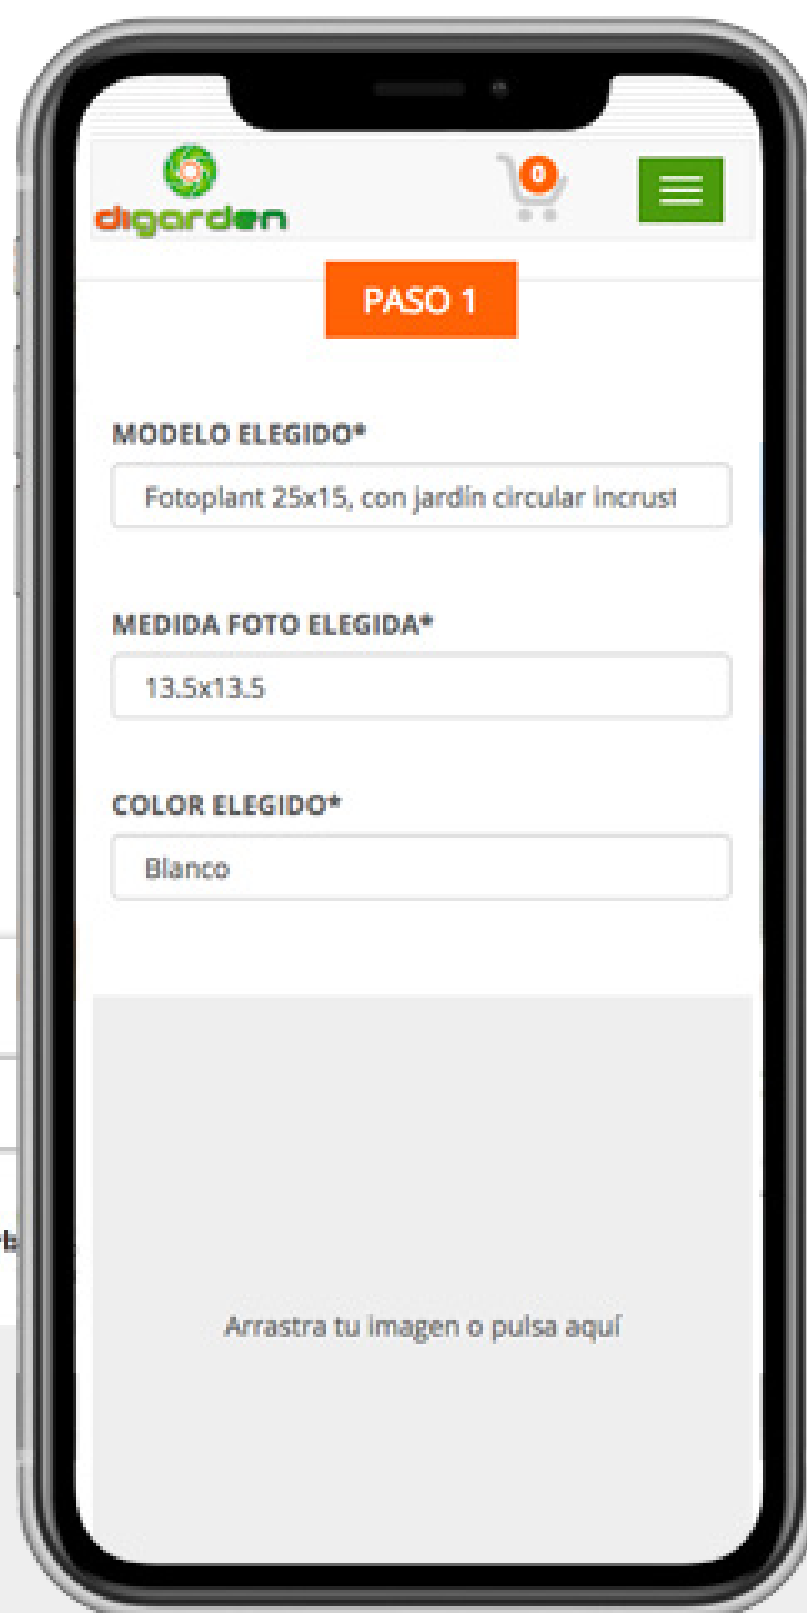 digarden
0
PASO 1
MODELO ELEGIDO*
Fotoplant 25x15, con jardín circular incrust
MEDIDA FOTO ELEGIDA*
13.5x13.5
COLOR ELEGIDO*
Blanco
Arrastra tu imagen o pulsa aquí